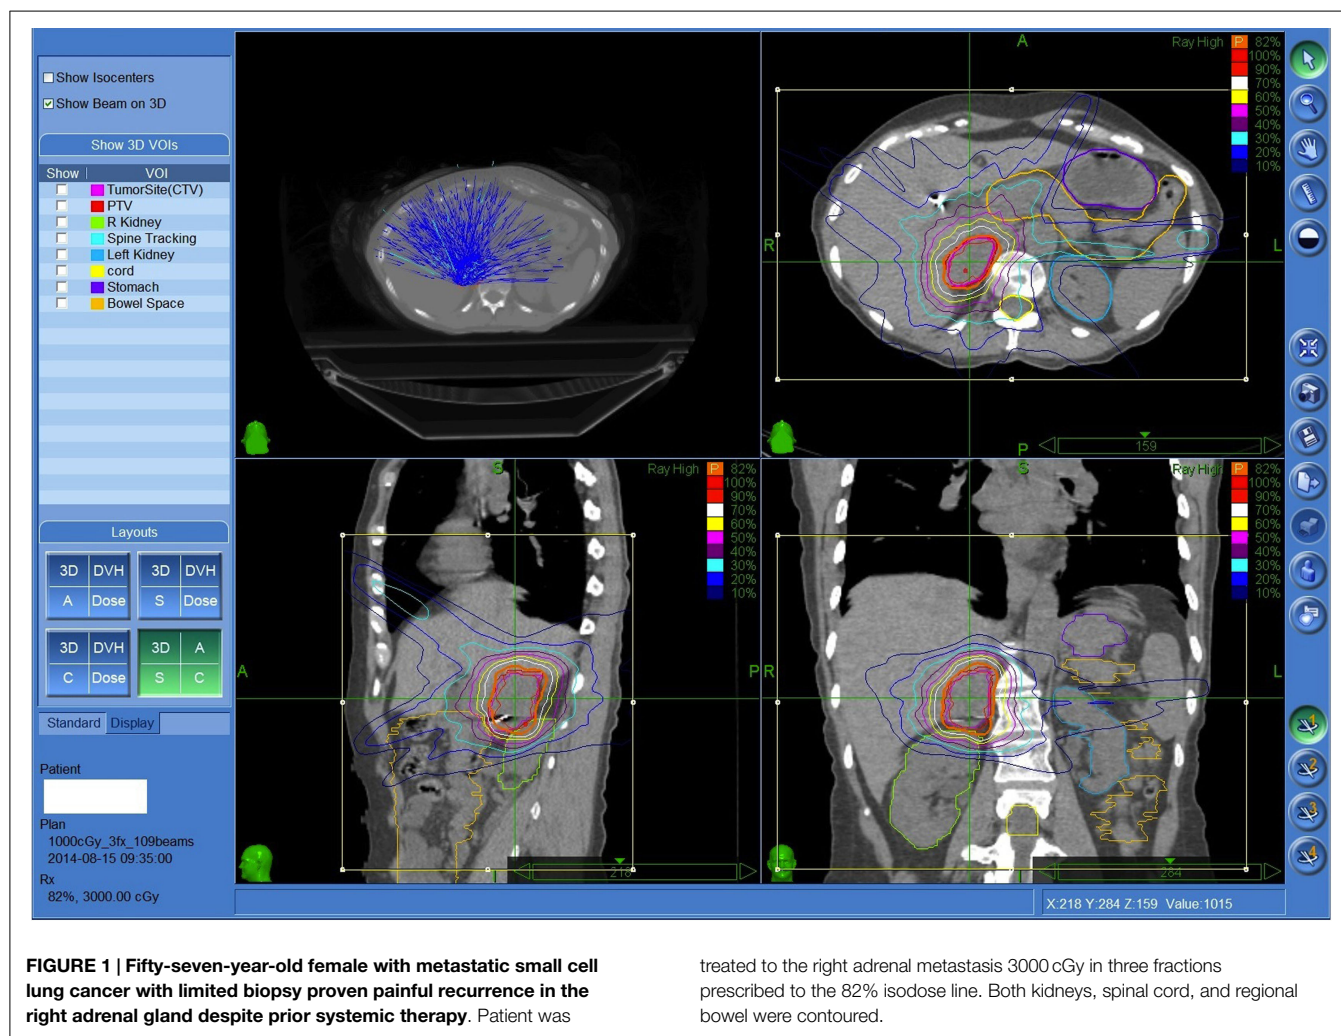 Show Isocenters
Show Beam on 3D
Show 3D VOIs
Show VOI
TumorSite(CTV)
PTV
R Kidney
Spine Tracking
Left Kidney
cord
Stomach
Bowel Space
Layouts
3D DVH
A Dose
3D DVH
S Dose
3D DVH
C Dose
3D A
S C
Standard Display
Patient
Plan
1000cGy_3fx_109beams
2014-08-15 09:35:00
Rx
82%, 3000.00 cGy
A
R
L
P
Ray High P 82%
100%
90%
70%
60%
50%
40%
30%
20%
10%
159
S
A
P
Ray High P 82%
100%
90%
70%
60%
50%
40%
30%
20%
10%
218
S
R
L
Ray High P 82%
100%
90%
70%
60%
50%
40%
30%
20%
10%
284
1
2
3
4
X:218 Y:284 Z:159 Value:1015
FIGURE 1 | Fifty-seven-year-old female with metastatic small cell
lung cancer with limited biopsy proven painful recurrence in the
right adrenal gland despite prior systemic therapy. Patient was
treated to the right adrenal metastasis 3000 cGy in three fractions
prescribed to the 82% isodose line. Both kidneys, spinal cord, and regional
bowel were contoured.